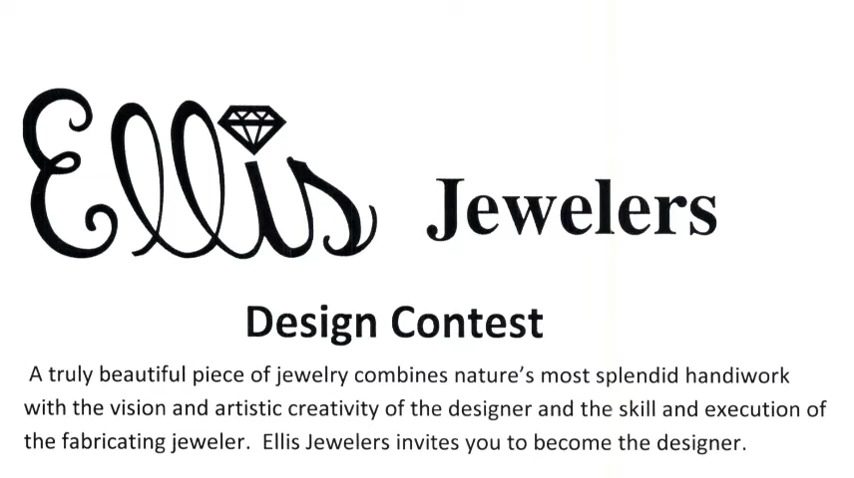 Ellis Jewelers
Design Contest
A truly beautiful piece of jewelry combines nature’s most splendid handiwork
with the vision and artistic creativity of the designer and the skill and execution of
the fabricating jeweler.  Ellis Jewelers invites you to become the designer.